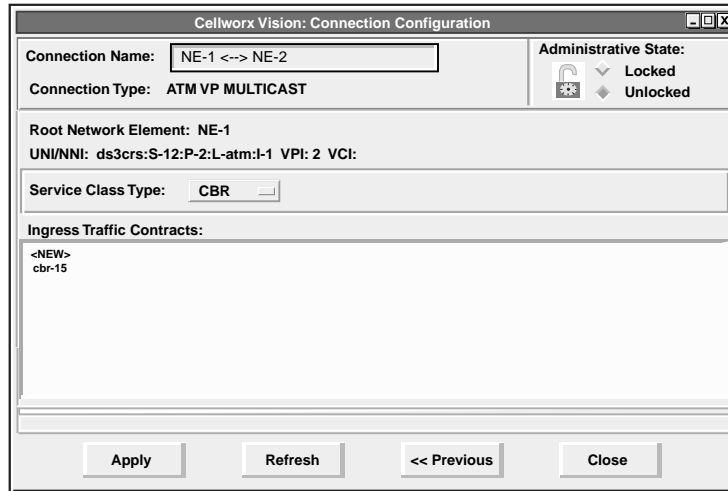 Cellworx Vision: Connection Configuration
Connection Name: NE-1 <--> NE-2
Connection Type: ATM VP MULTICAST
Administrative State:
Locked
Unlocked
Root Network Element: NE-1
UNI/NNI: ds3crs:S-12:P-2:L-atm:I-1 VPI: 2 VCI:
Service Class Type: CBR
Ingress Traffic Contracts:
<NEW>
cbr-15
Apply Refresh << Previous Close